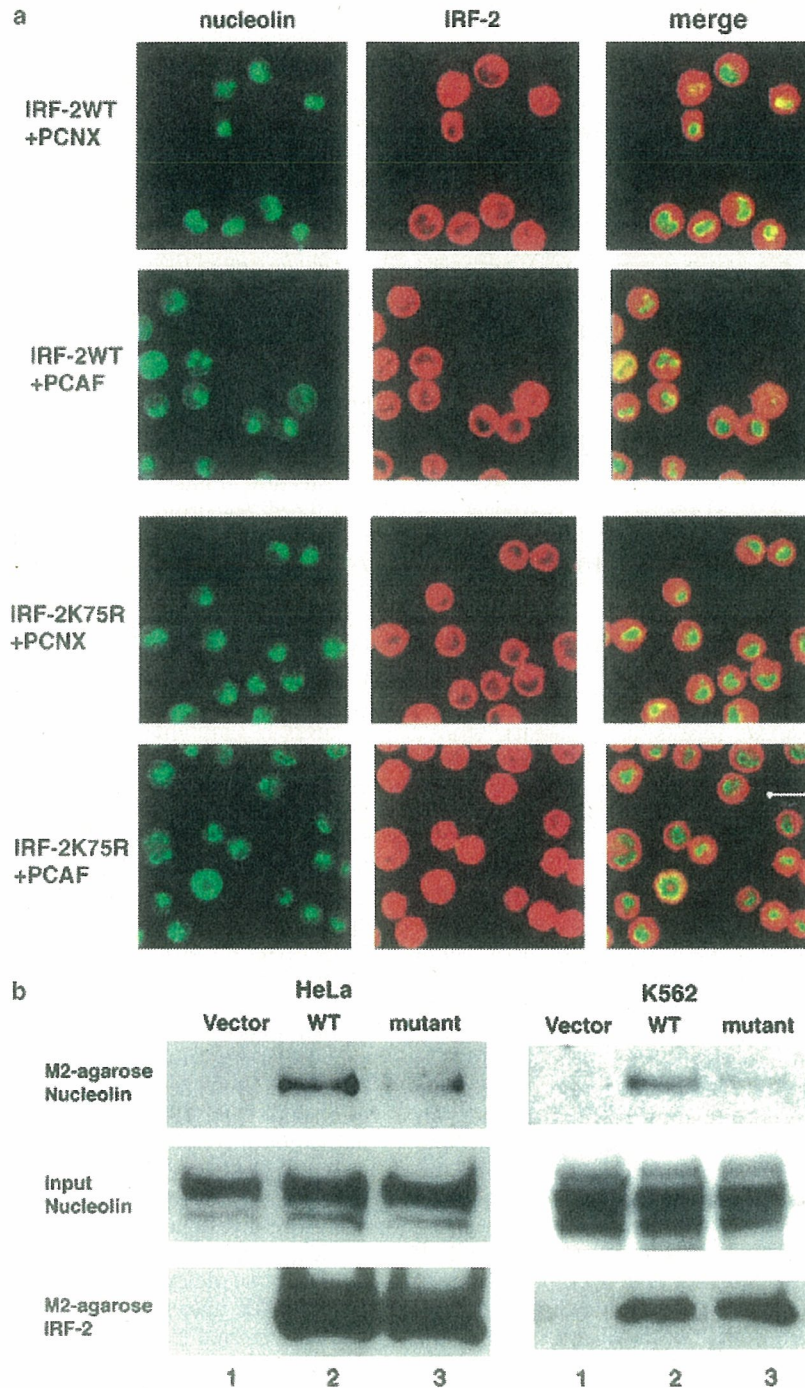 a
nucleolin IRF-2 merge
IRF-2WT
+PCNX
IRF-2WT
+PCAF
IRF-2K75R
+PCNX
IRF-2K75R
+PCAF
b
HeLa K562
Vector WT mutant Vector WT mutant
M2-agarose
Nucleolin
Input
Nucleolin
M2-agarose
IRF-2
1 2 3 1 2 3